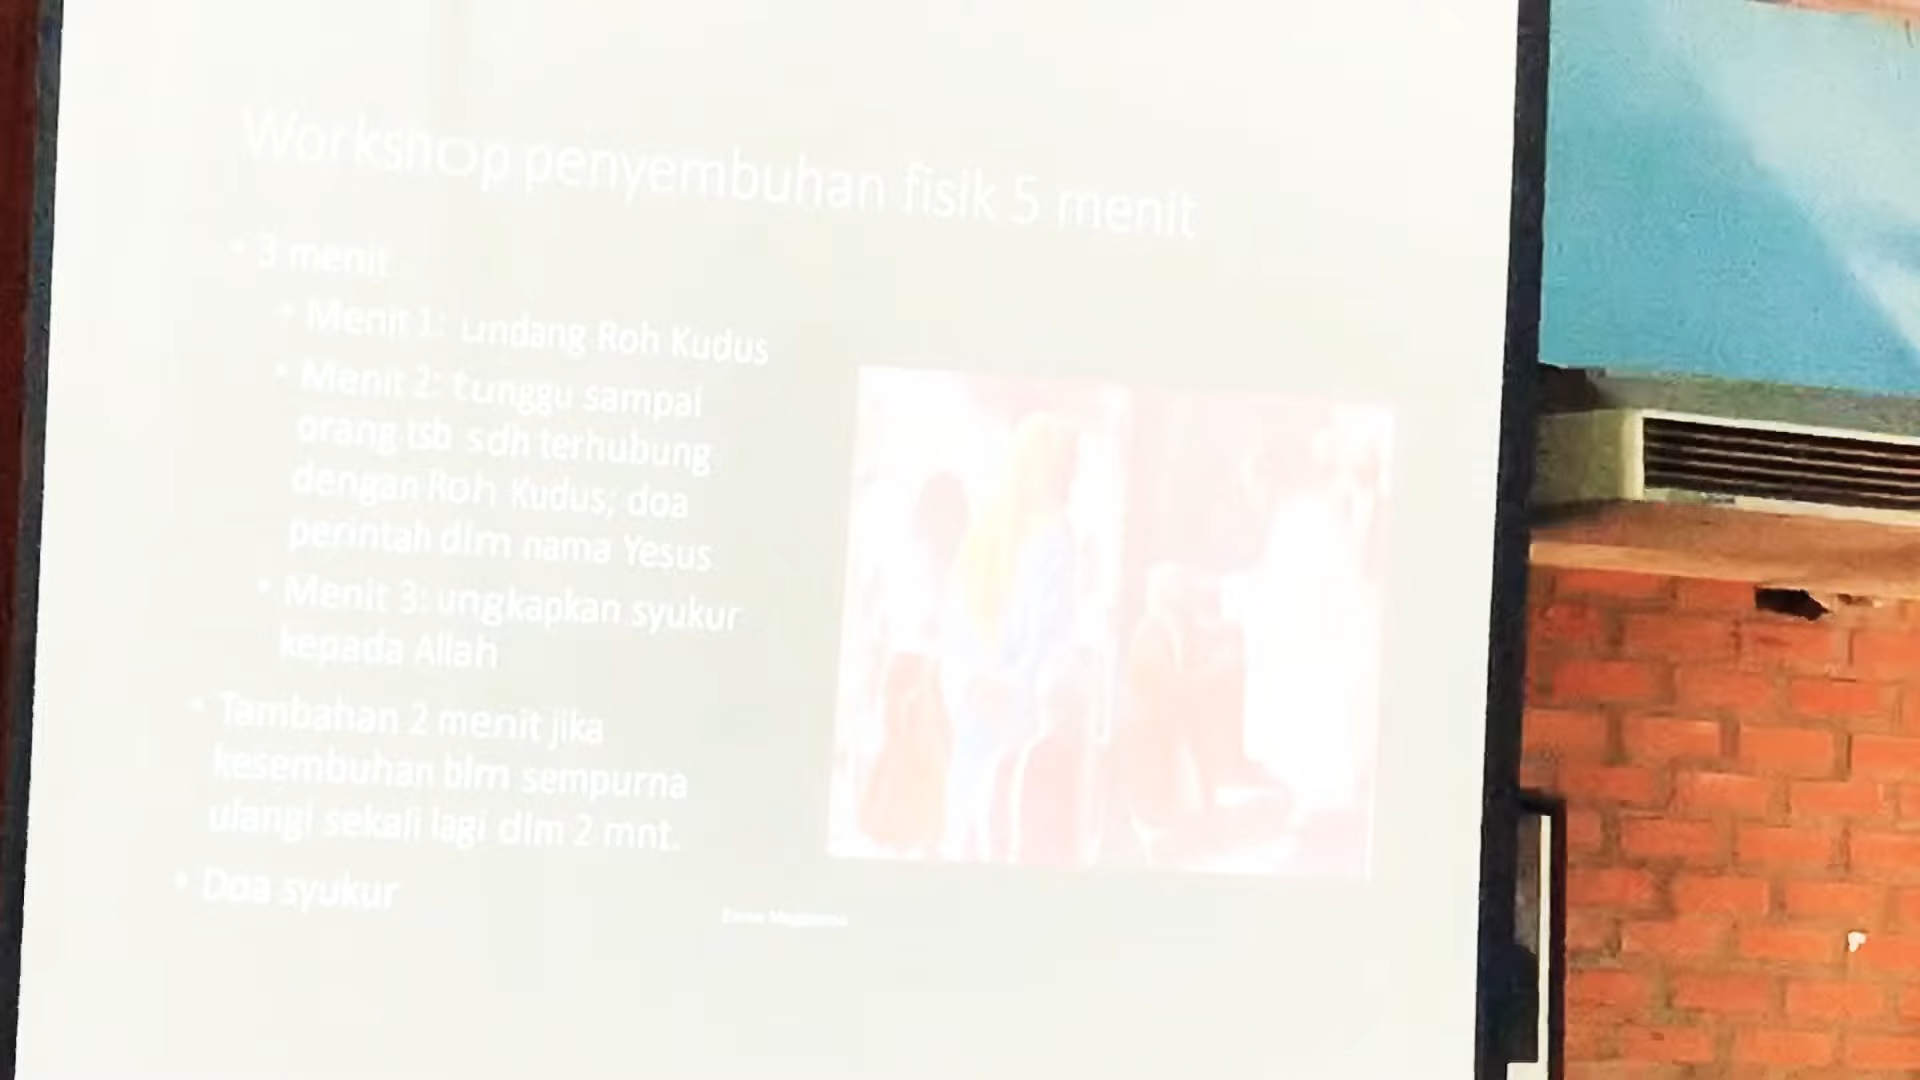 Workshop penyembuhan fisik 5 menit
• 3 menit
• Menit 1: undang Roh Kudus
• Menit 2: tunggu sampai
orang tsb sdh terhubung
dengan Roh Kudus; doa
perintah dlm nama Yesus
• Menit 3: ungkapkan syukur
kepada Allah
• Tambahan 2 menit jika
kesembuhan blm sempurna
ulangi sekali lagi dlm 2 mnt.
• Doa syukur